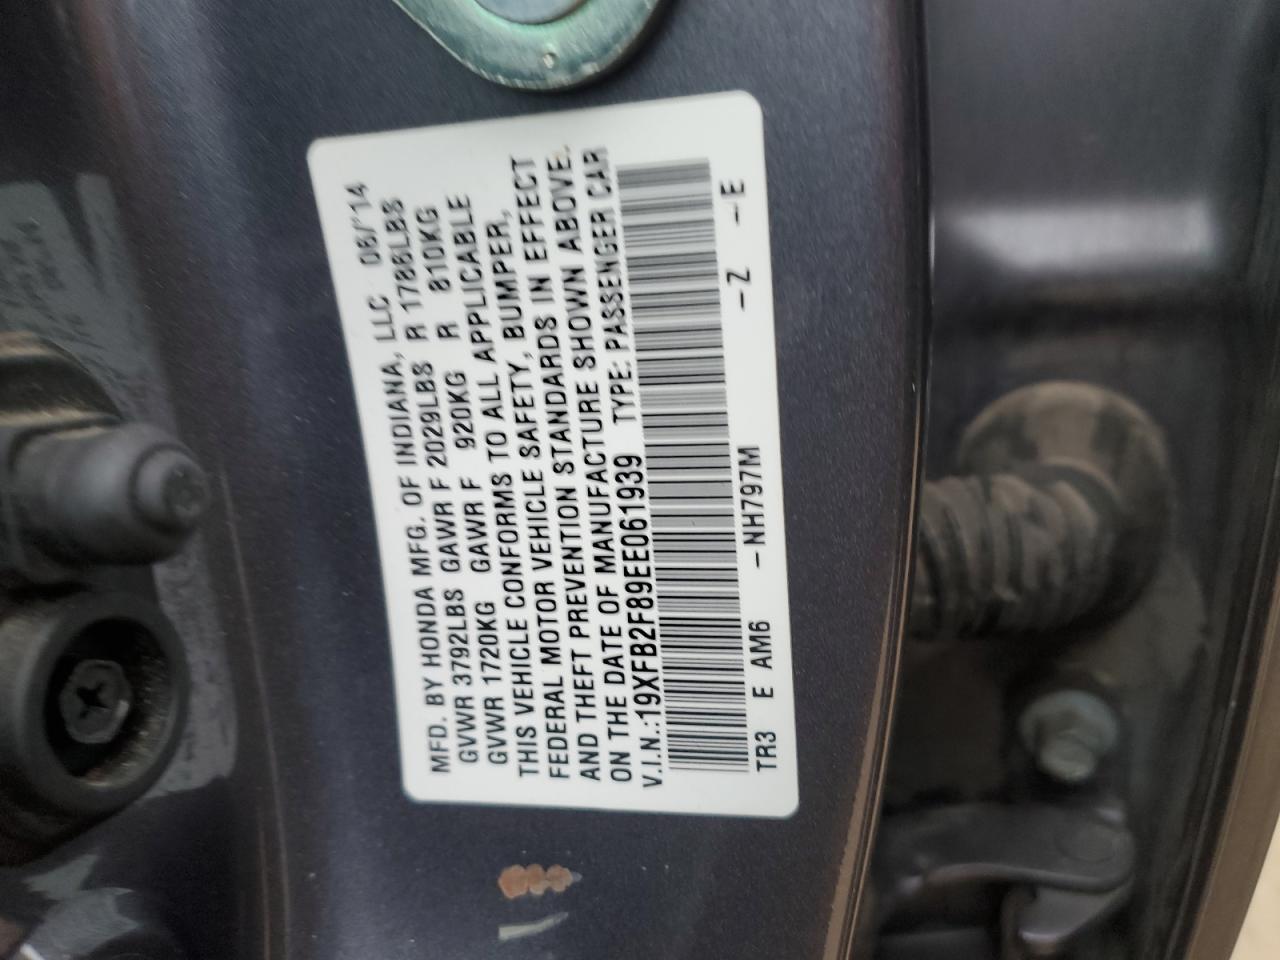 MFD. BY HONDA MFG. OF INDIANA, LLC 08/'14
GVWR 3792LBS GAWR F 2029LBS R 1786LBS
GVWR 1720KG GAWR F 920KG R 810KG
THIS VEHICLE CONFORMS TO ALL APPLICABLE
FEDERAL MOTOR VEHICLE SAFETY, BUMPER,
AND THEFT PREVENTION STANDARDS IN EFFECT
ON THE DATE OF MANUFACTURE SHOWN ABOVE.
V.I.N.:19XFB2F89EE061939 TYPE: PASSENGER CAR
TR3 E AM6 -NH797M -Z -E